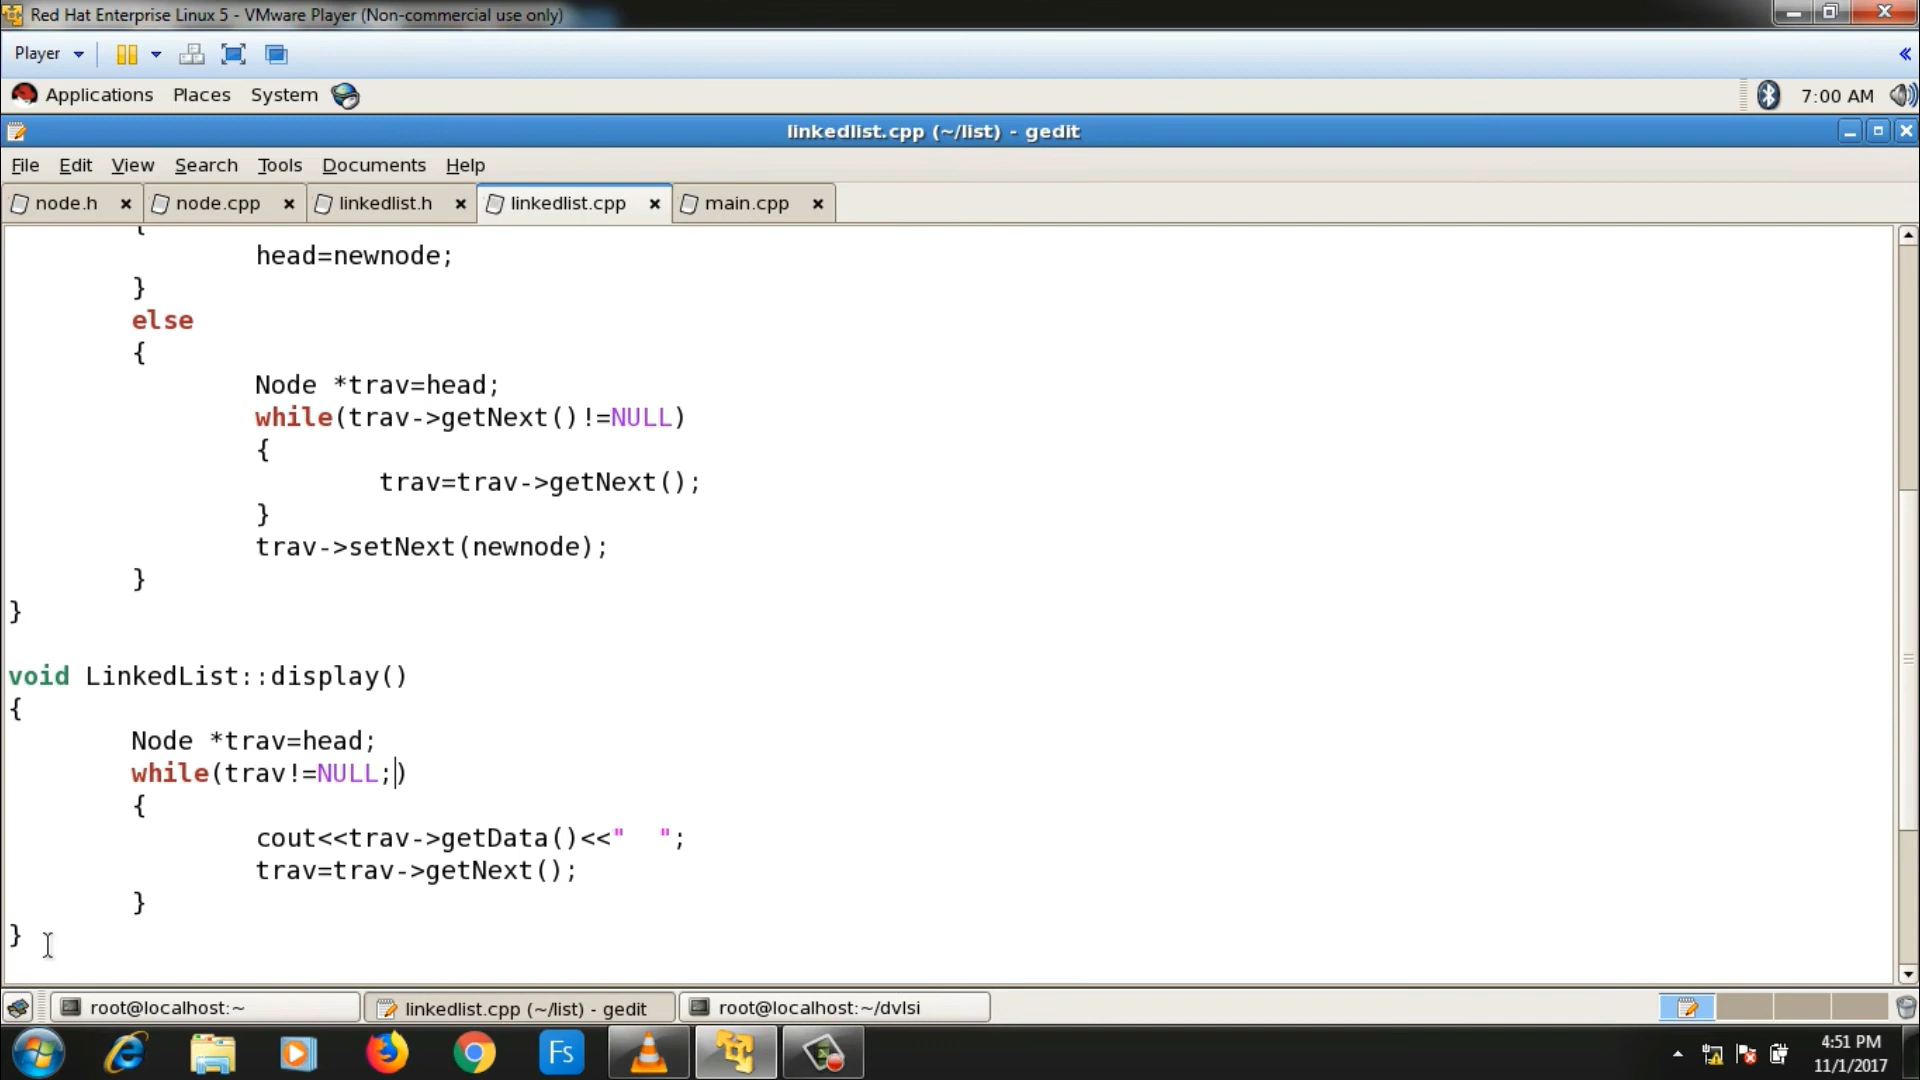 Red Hat Enterprise Linux 5 - VMware Player (Non-commercial use only)
Player
Applications Places System 7:00 AM
linkedlist.cpp (~/list) - gedit
File Edit View Search Tools Documents Help
node.h node.cpp linkedlist.h linkedlist.cpp main.cpp
{
head=newnode;
}
else
{
Node *trav=head;
while(trav->getNext()!=NULL)
{
trav=trav->getNext();
}
trav->setNext(newnode);
}
}
void LinkedList::display()
{
Node *trav=head;
while(trav!=NULL;)
{
cout<<trav->getData()<<"  ";
trav=trav->getNext();
}
}
root@localhost:~ linkedlist.cpp (~/list) - gedit root@localhost:~/dvlsi
Fs
4:51 PM
11/1/2017